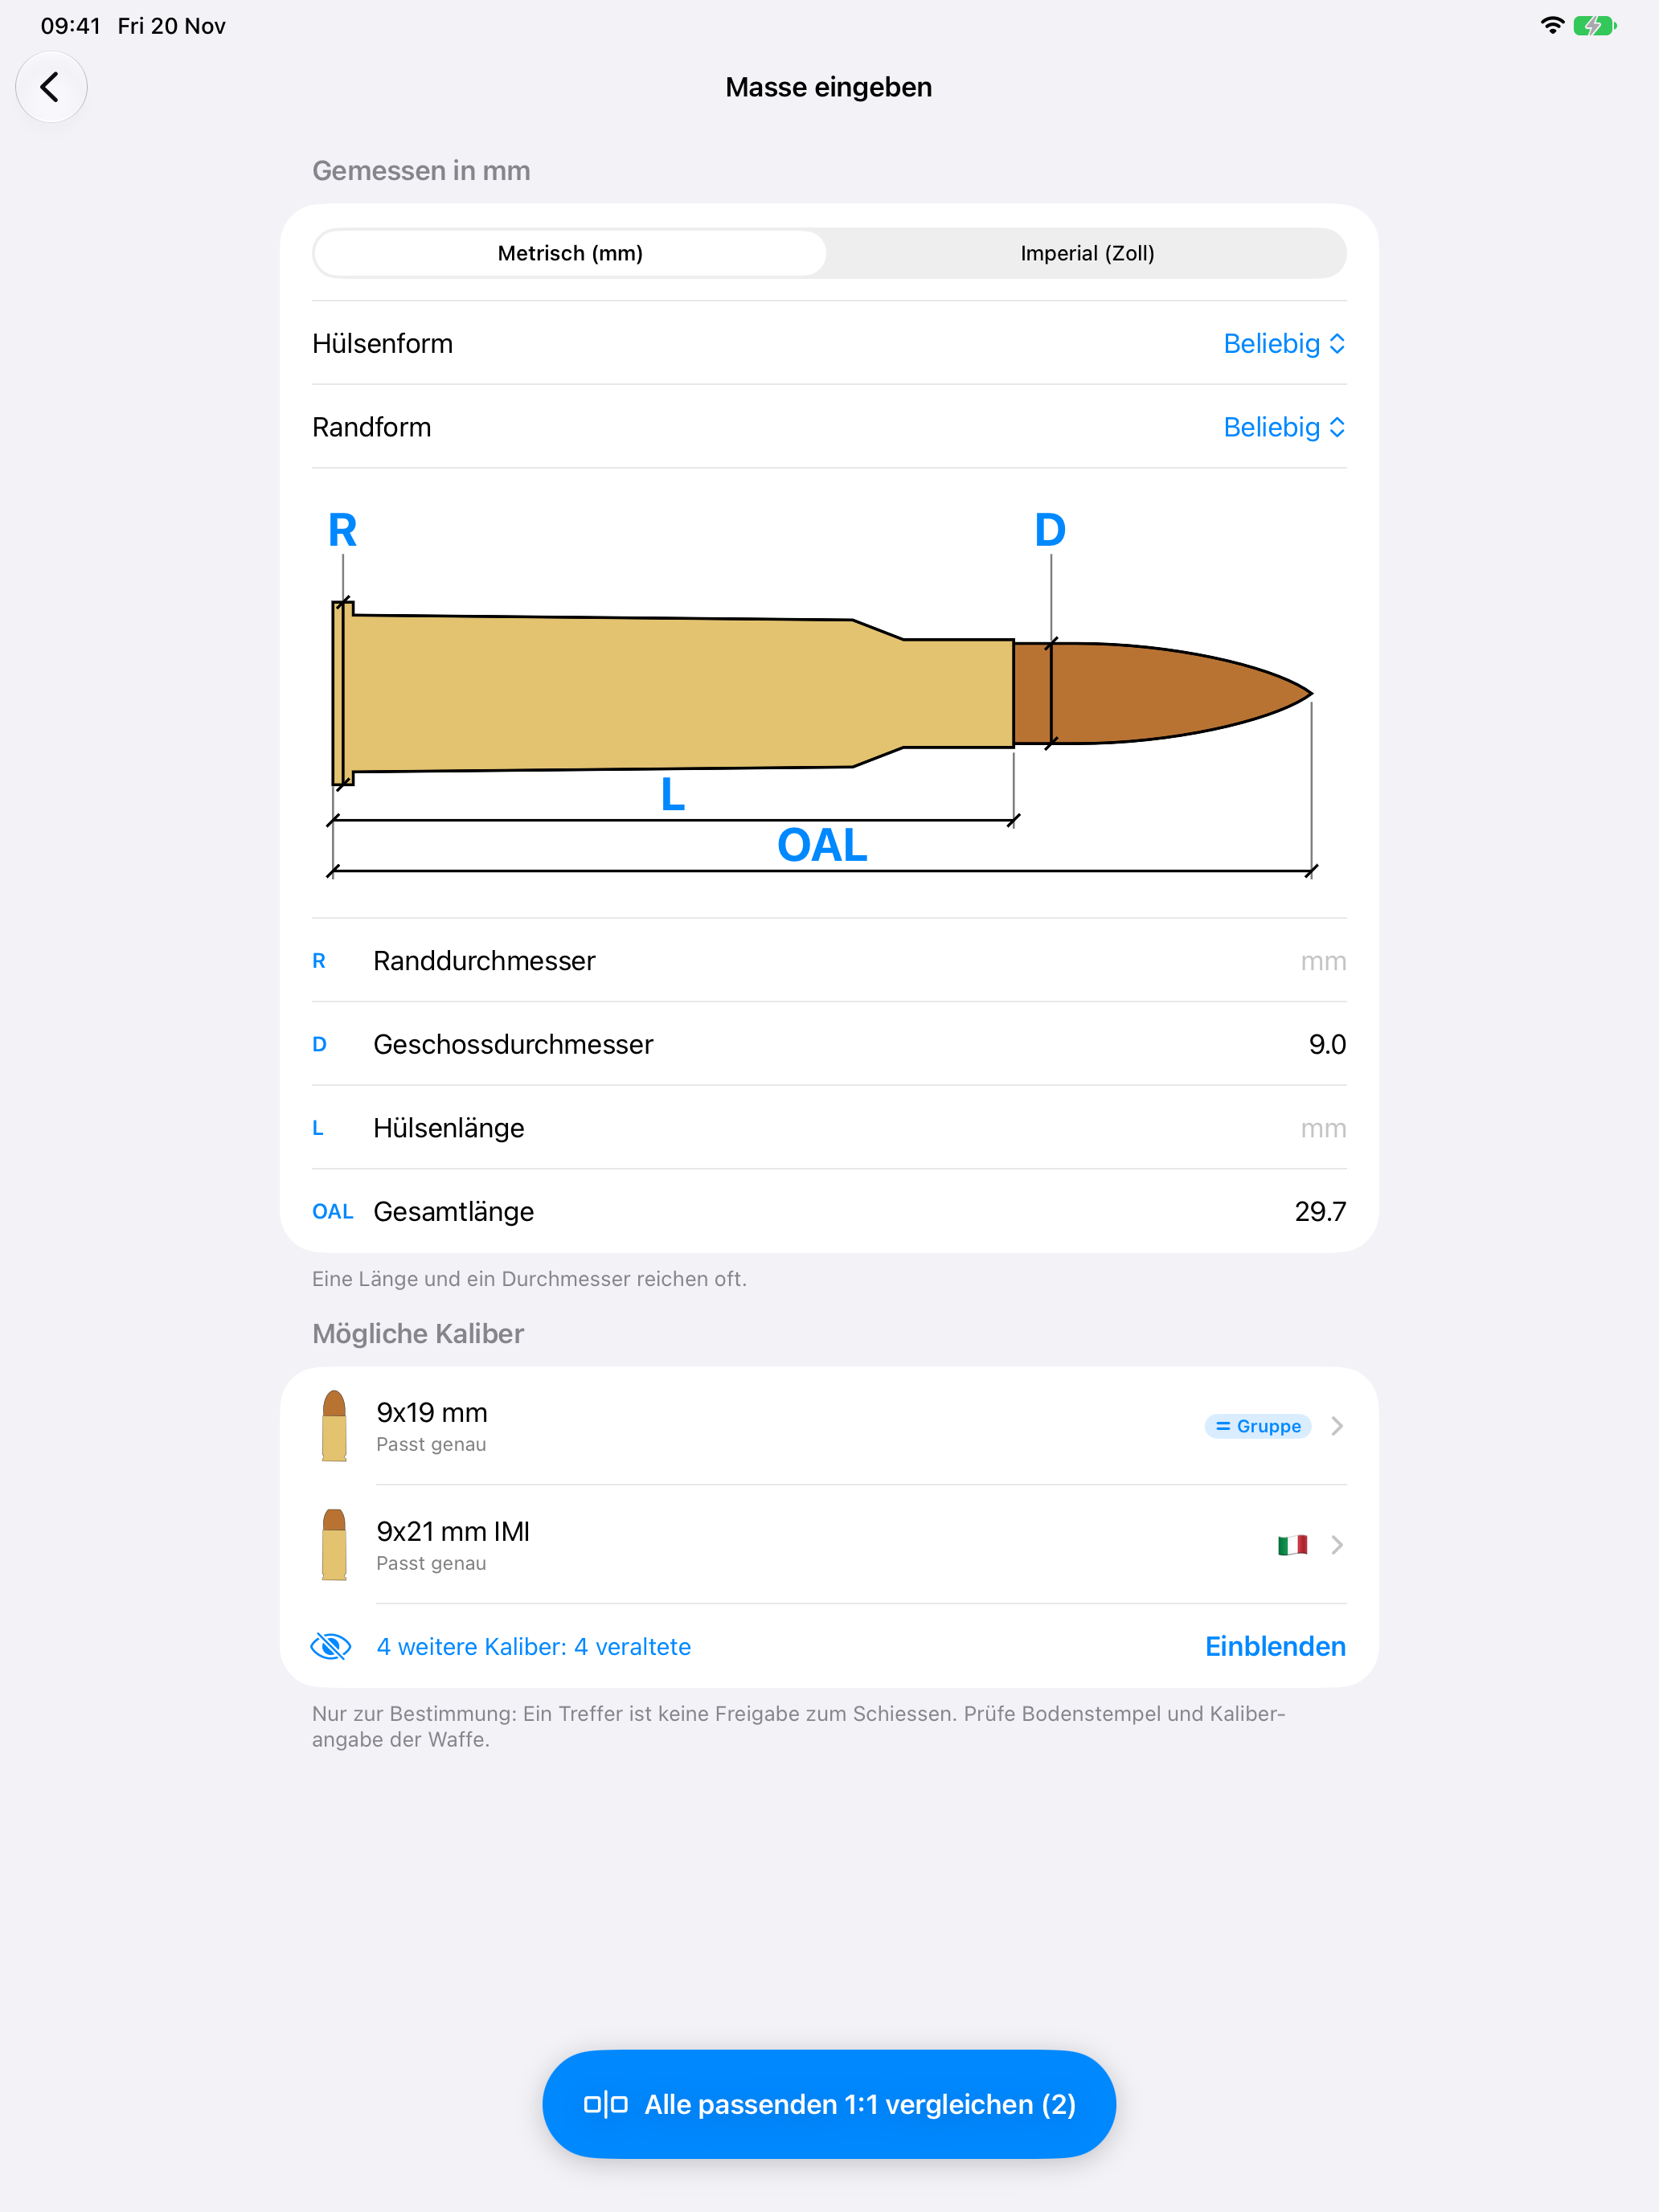 09:41 Fri 20 Nov
Masse eingeben
Gemessen in mm
Metrisch (mm)
Imperial (Zoll)
Hülsenform
Beliebig
Randform
Beliebig
R
D
L
OAL
R Randdurchmesser mm
D Geschossdurchmesser 9.0
L Hülsenlänge mm
OAL Gesamtlänge 29.7
Eine Länge und ein Durchmesser reichen oft.
Mögliche Kaliber
9x19 mm
Passt genau
= Gruppe
9x21 mm IMI
Passt genau
4 weitere Kaliber: 4 veraltete
Einblenden
Nur zur Bestimmung: Ein Treffer ist keine Freigabe zum Schiessen. Prüfe Bodenstempel und Kaliber-
angabe der Waffe.
Alle passenden 1:1 vergleichen (2)